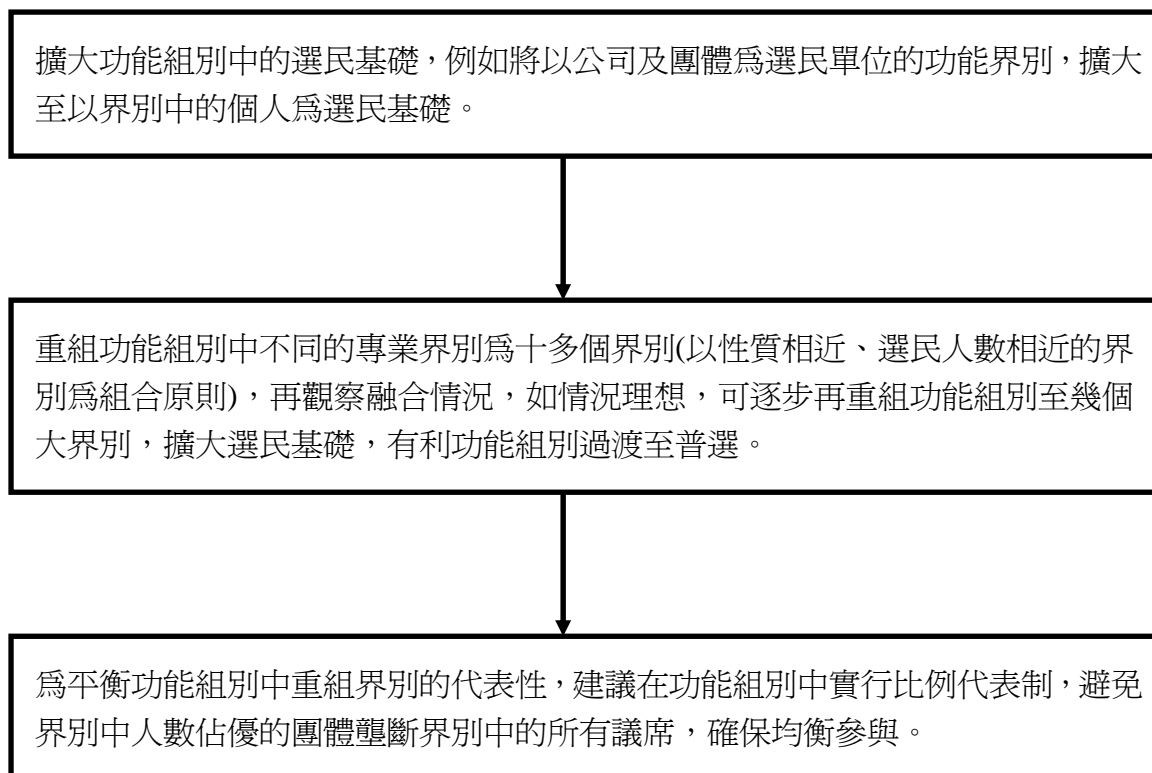 擴大功能組別中的選民基礎，例如將以公司及團體爲選民單位的功能界別，擴大
至以界別中的個人爲選民基礎。
重組功能組別中不同的專業界別爲十多個界別(以性質相近、選民人數相近的界
別爲組合原則)，再觀察融合情況，如情況理想，可逐步再重組功能組別至幾個
大界別，擴大選民基礎，有利功能組別過渡至普選。
爲平衡功能組別中重組界別的代表性，建議在功能組別中實行比例代表制，避免
界別中人數佔優的團體壟斷界別中的所有議席，確保均衡參與。